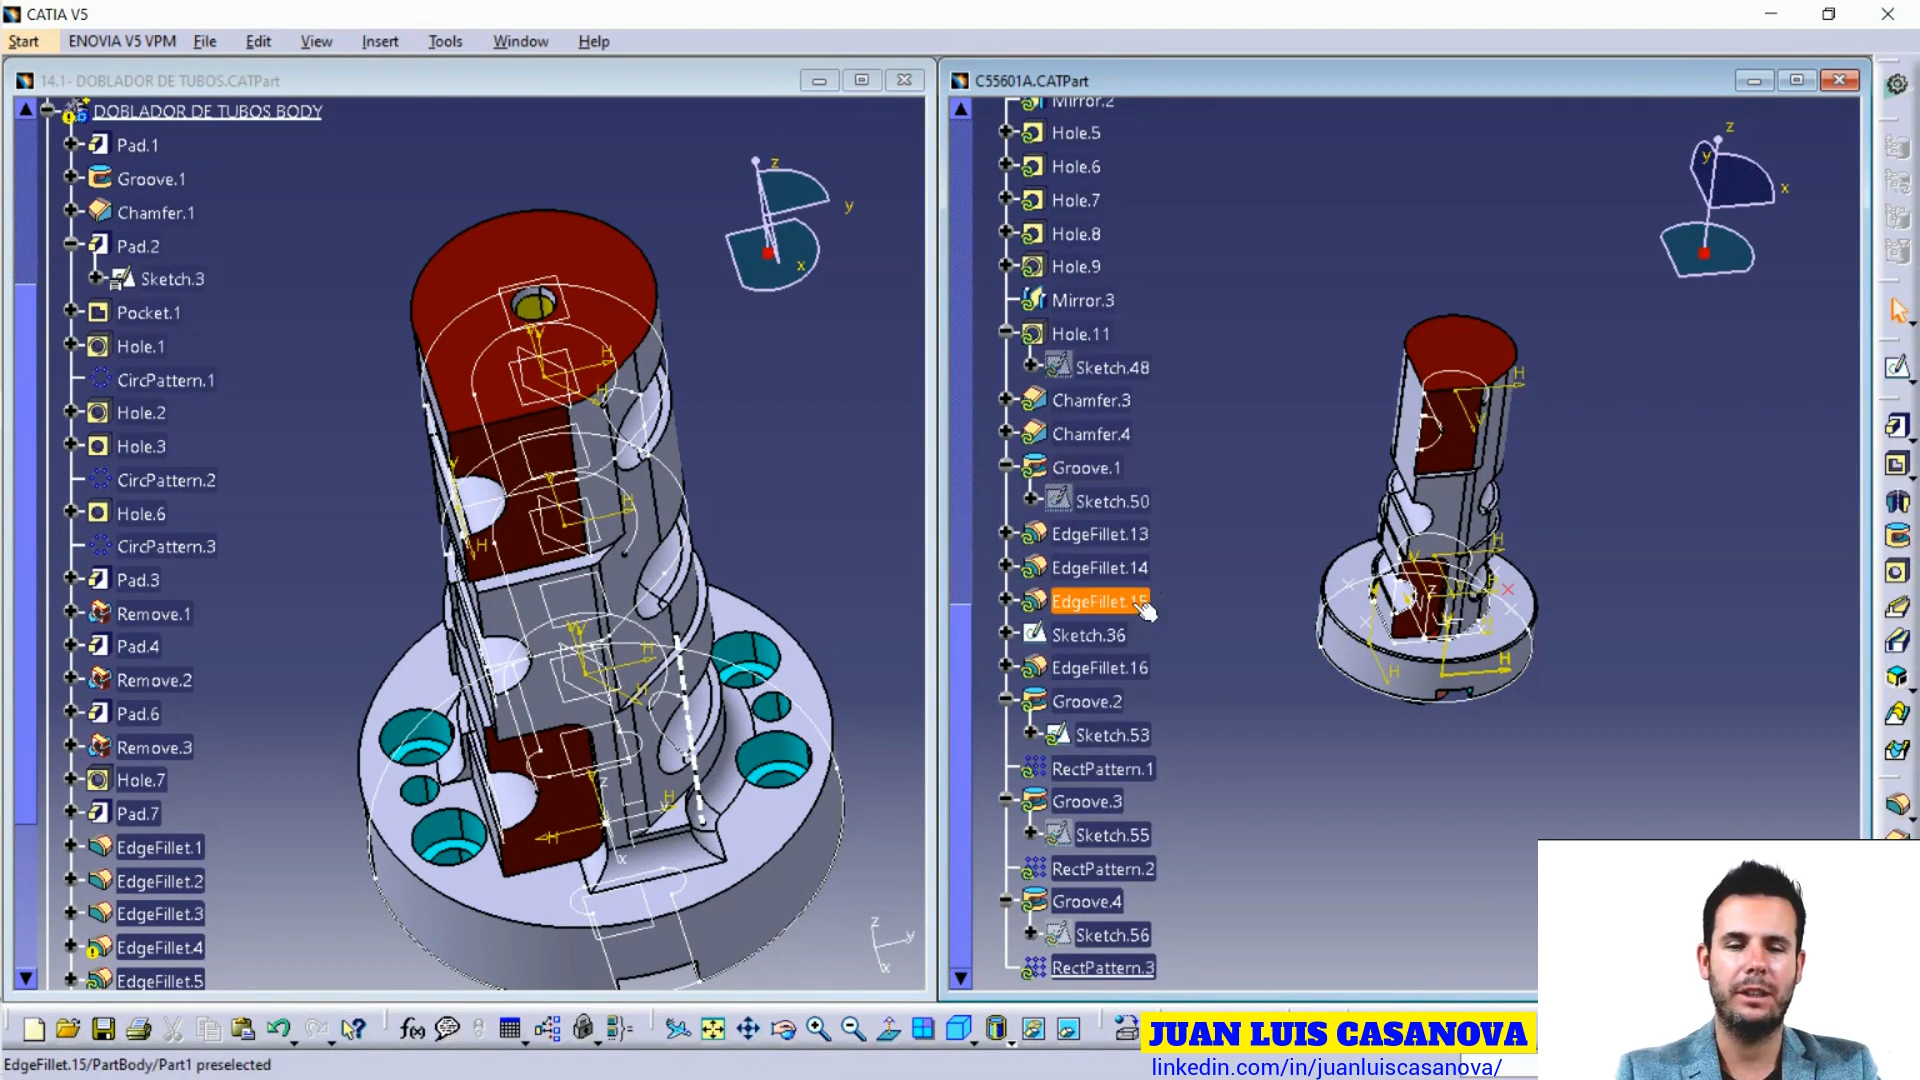 CATIA V5
Start ENOVIA V5 VPM File Edit View Insert Tools Window Help
14.1- DOBLADOR DE TUBOS.CATPart
DOBLADOR DE TUBOS BODY
Pad.1
Groove.1
Chamfer.1
Pad.2
Sketch.3
Pocket.1
Hole.1
CircPattern.1
Hole.2
Hole.3
CircPattern.2
Hole.6
CircPattern.3
Pad.3
Remove.1
Pad.4
Remove.2
Pad.6
Remove.3
Hole.7
Pad.7
EdgeFillet.1
EdgeFillet.2
EdgeFillet.3
EdgeFillet.4
EdgeFillet.5
z
y
x
z
y
x
C55601A.CATPart
Mirror.2
Hole.5
Hole.6
Hole.7
Hole.8
Hole.9
Mirror.3
Hole.11
Sketch.48
Chamfer.3
Chamfer.4
Groove.1
Sketch.50
EdgeFillet.13
EdgeFillet.14
EdgeFillet.15
Sketch.36
EdgeFillet.16
Groove.2
Sketch.53
RectPattern.1
Groove.3
Sketch.55
RectPattern.2
Groove.4
Sketch.56
RectPattern.3
z
y
x
f(x)
JUAN LUIS CASANOVA
linkedin.com/in/juanluiscasanova/
EdgeFillet.15/PartBody/Part1 preselected